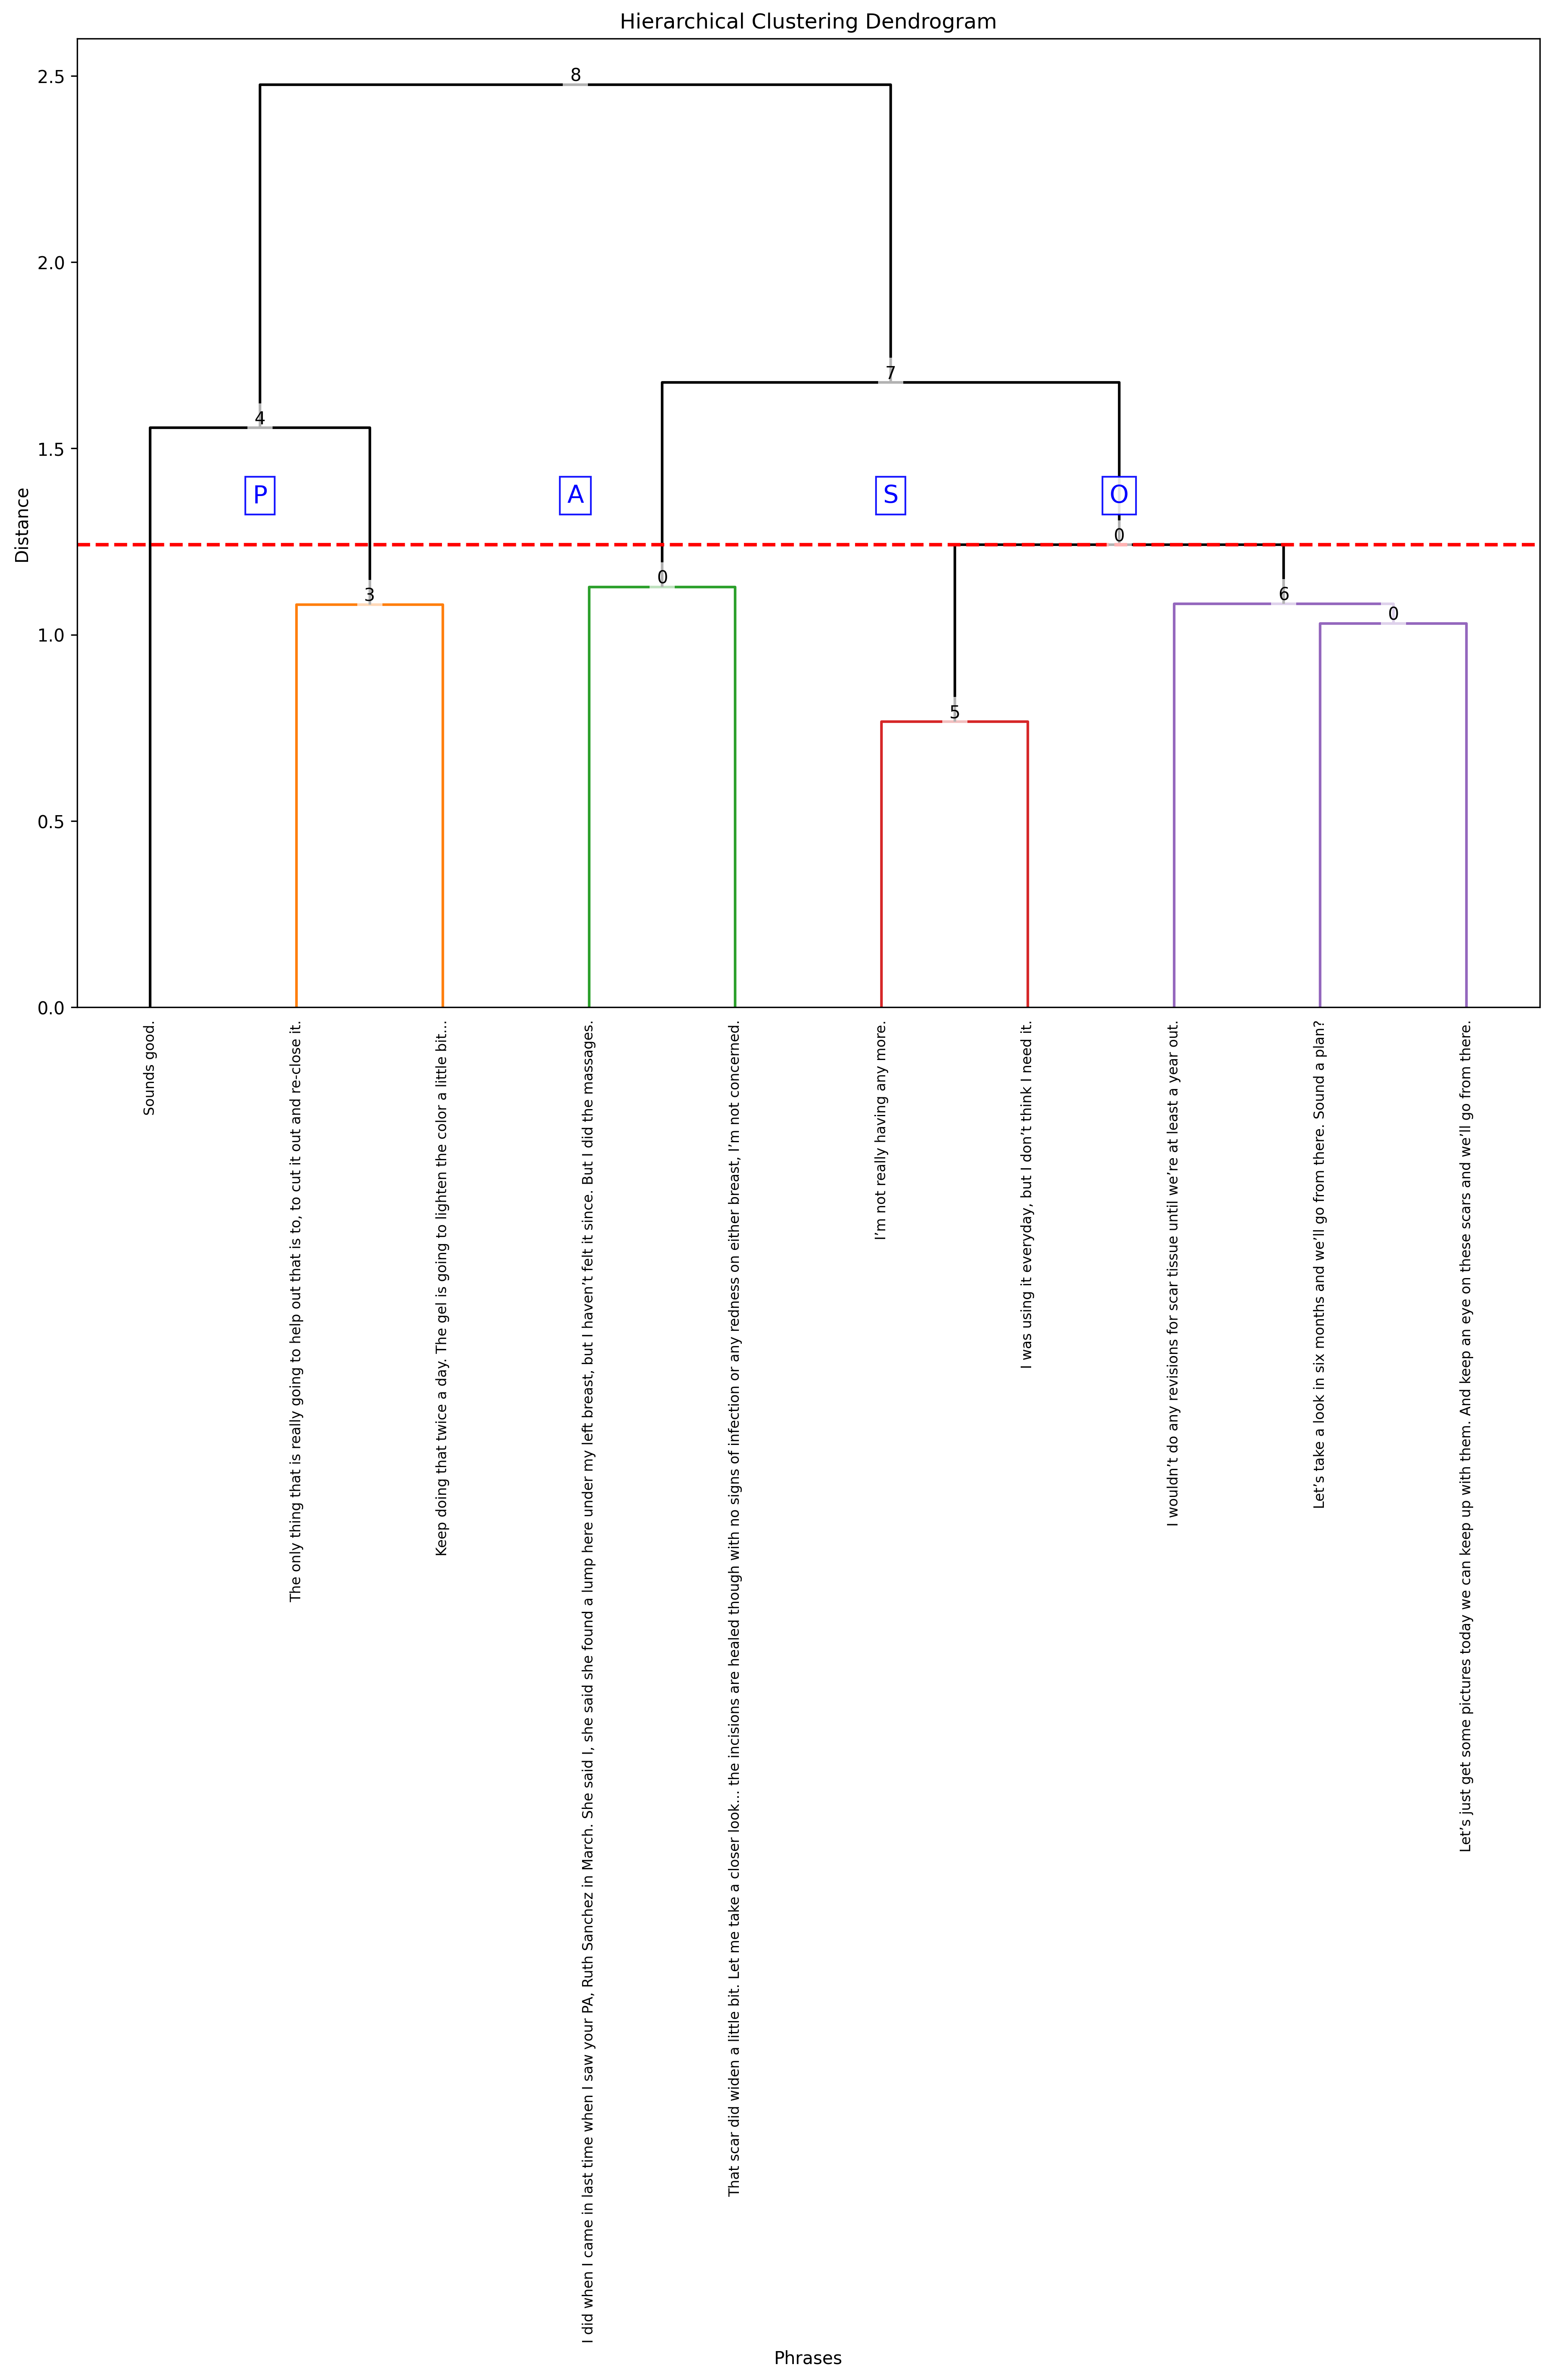 Hierarchical Clustering Dendrogram
2.5
2.0
1.5
1.0
0.5
0.0
Distance
8
7
4
P
A
S
O
0
0
3
6
0
5
Sounds good.
The only thing that is really going to help out that is to, to cut it out and re-close it.
Keep doing that twice a day. The gel is going to lighten the color a little bit...
I did when I came in last time when I saw your PA, Ruth Sanchez in March. She said I, she said she found a lump here under my left breast, but I haven’t felt it since. But I did the massages.
That scar did widen a little bit. Let me take a closer look... the incisions are healed though with no signs of infection or any redness on either breast, I’m not concerned.
I’m not really having any more.
I was using it everyday, but I don’t think I need it.
I wouldn’t do any revisions for scar tissue until we’re at least a year out.
Let’s take a look in six months and we’ll go from there. Sound a plan?
Let’s just get some pictures today we can keep up with them. And keep an eye on these scars and we’ll go from there.
Phrases